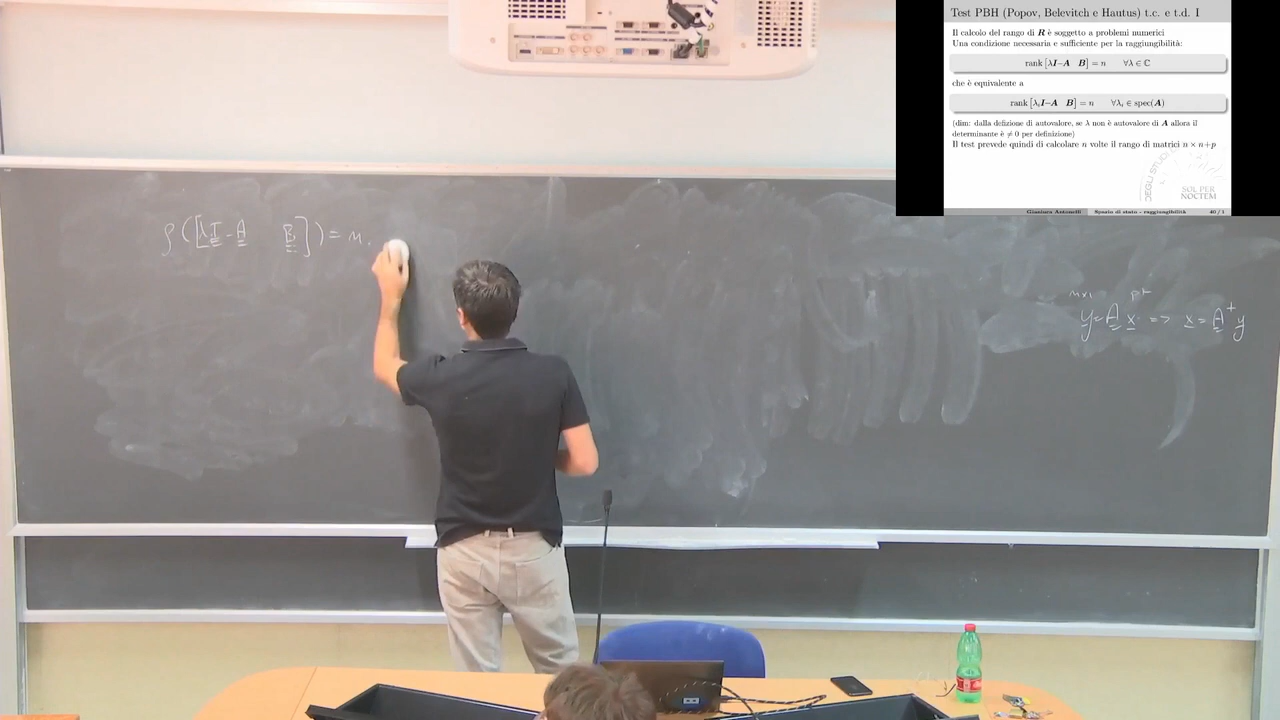 Test PBH (Popov, Belevitch e Hautus) t.c. e t.d. I
Il calcolo del rango di R è soggetto a problemi numerici
Una condizione necessaria e sufficiente per la raggiungibilità:
rank [λI−A B] = n ∀λ ∈ ℂ
che è equivalente a
rank [λᵢI−A B] = n ∀λᵢ ∈ spec(A)
(dim: dalla defizione di autovalore, se λ non è autovalore di A allora il
determinante è ≠ 0 per definizione)
Il test prevede quindi di calcolare n volte il rango di matrici n × n+p
DEGLI STUDI
SOL PER
NOCTEM
Gianluca Antonelli Spazio di stato - raggiungibilità 40 / 1
ρ([λI-A B]) = n.
y=A x => x = A⁺y